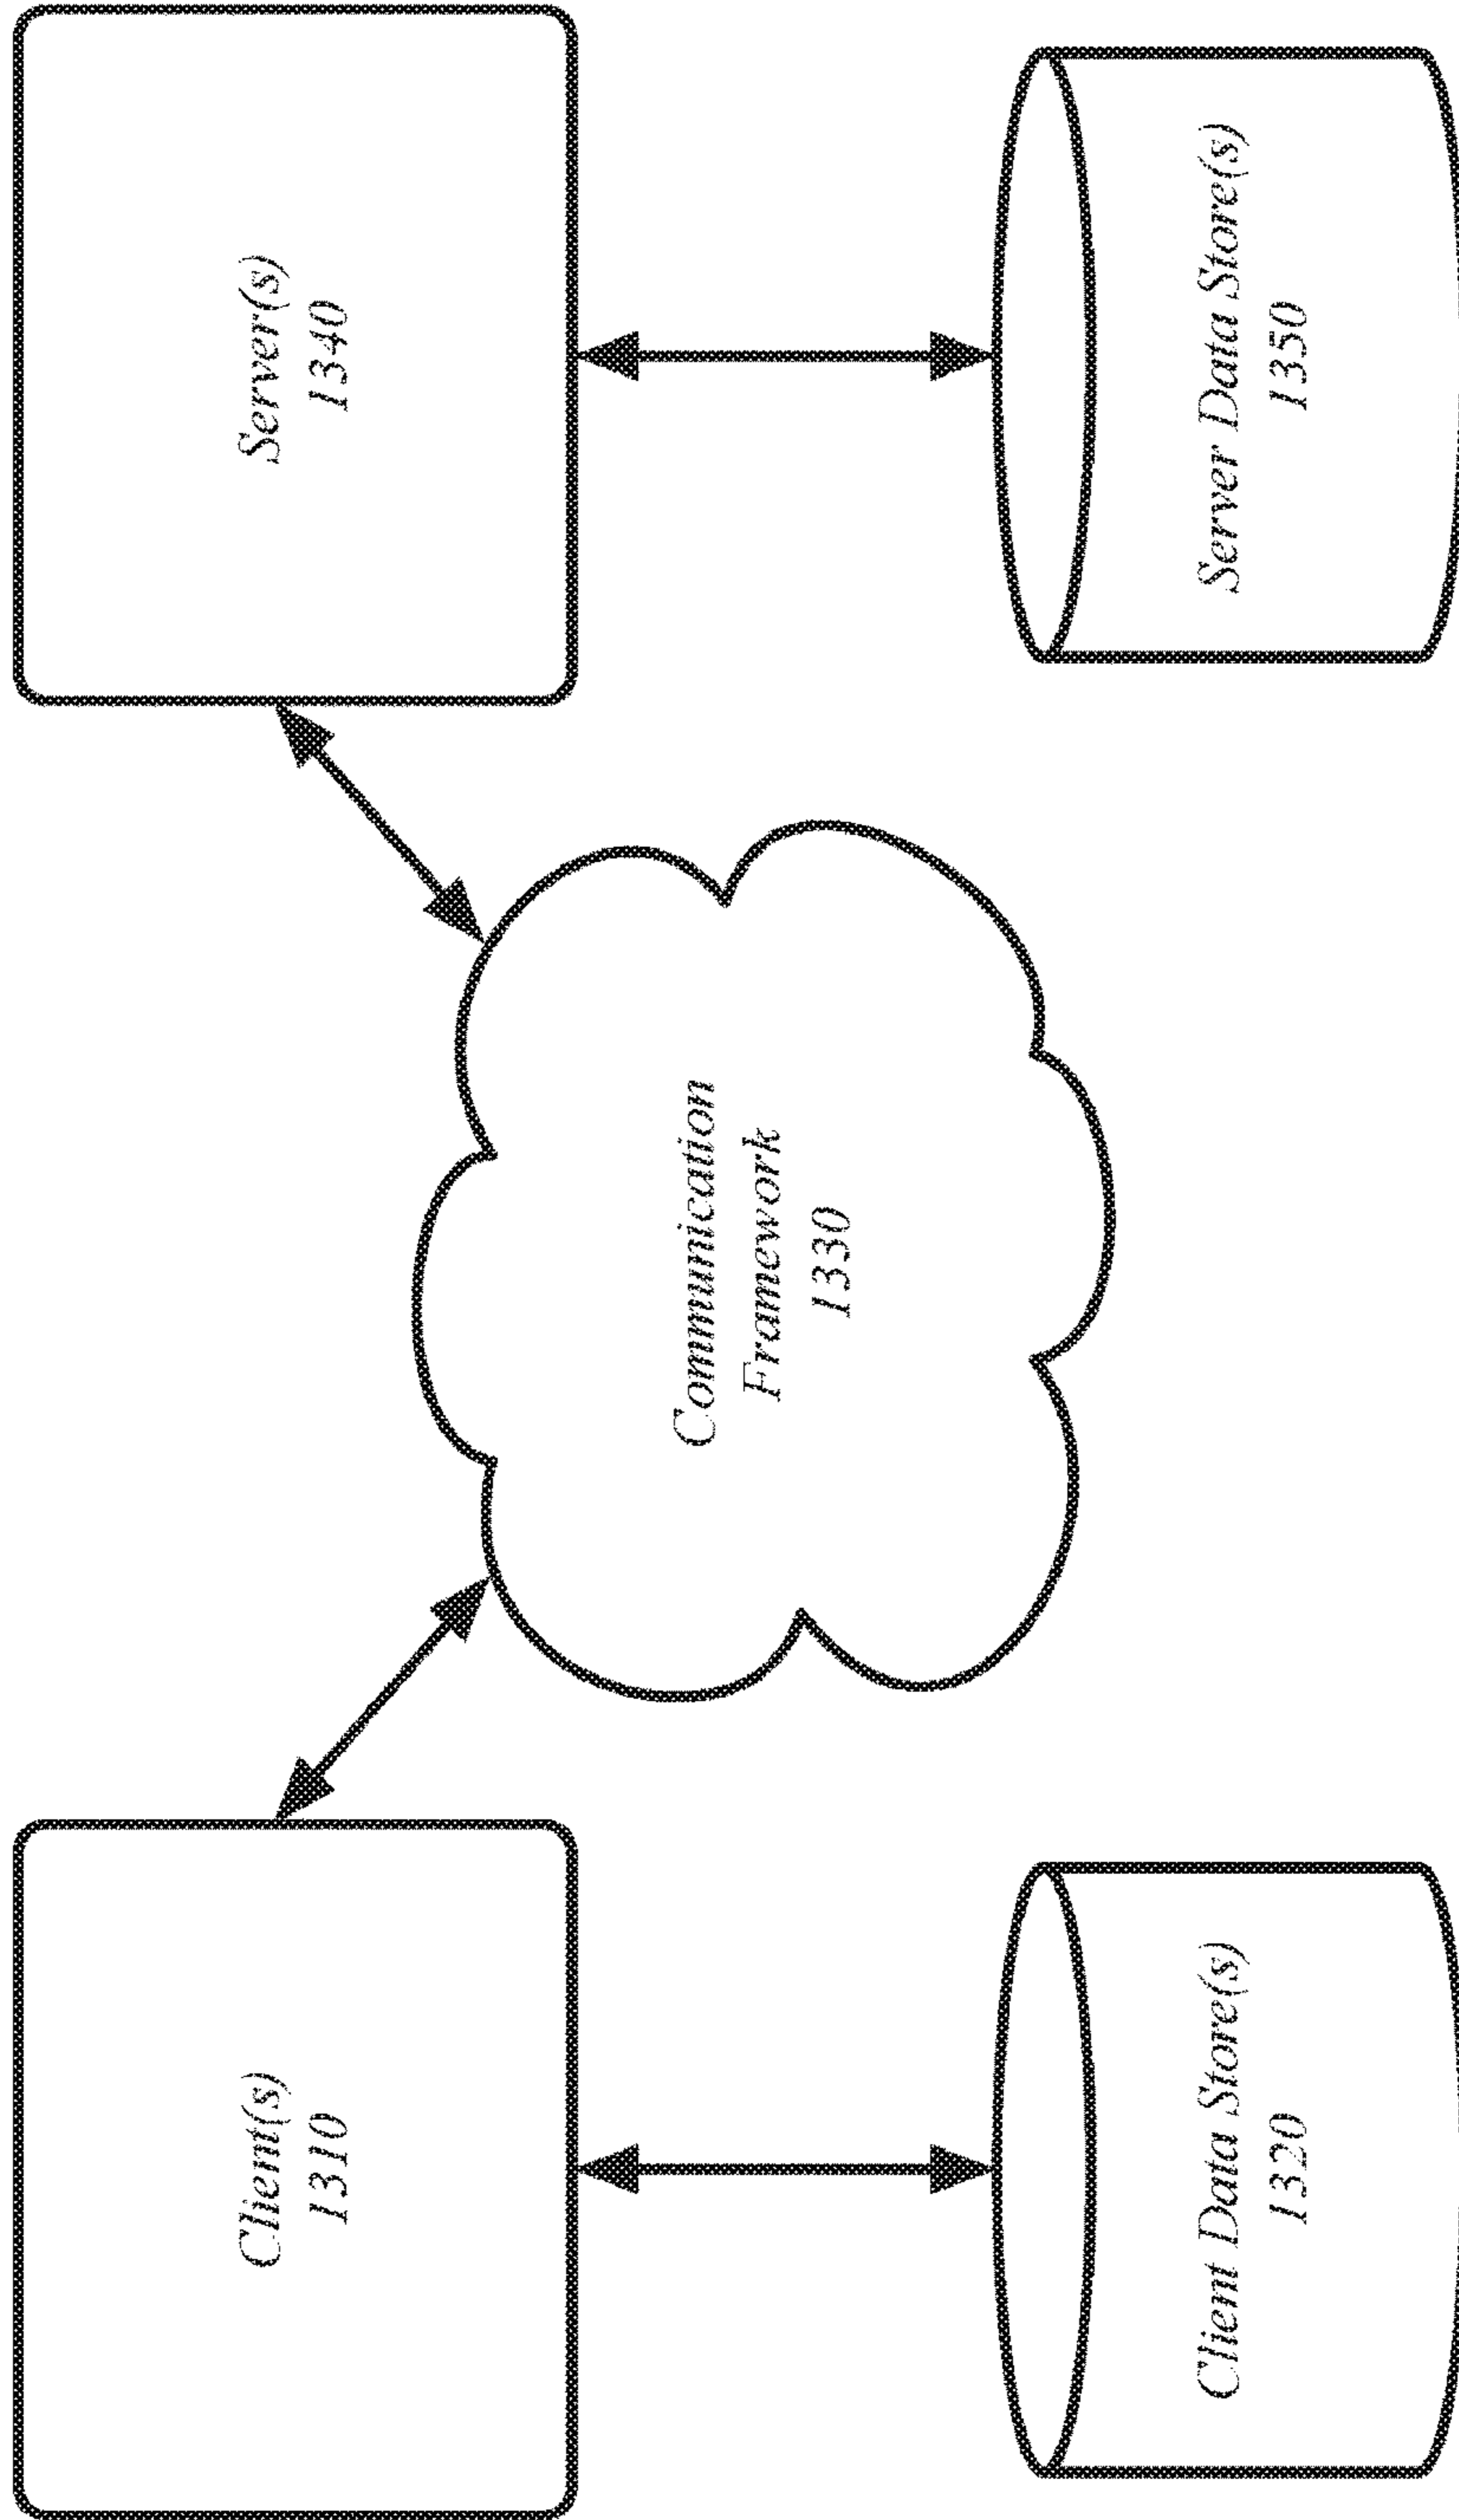 Client(s)
1310
Server(s)
1340
Communication
Framework
1330
Client Data Store(s)
1320
Server Data Store(s)
1350